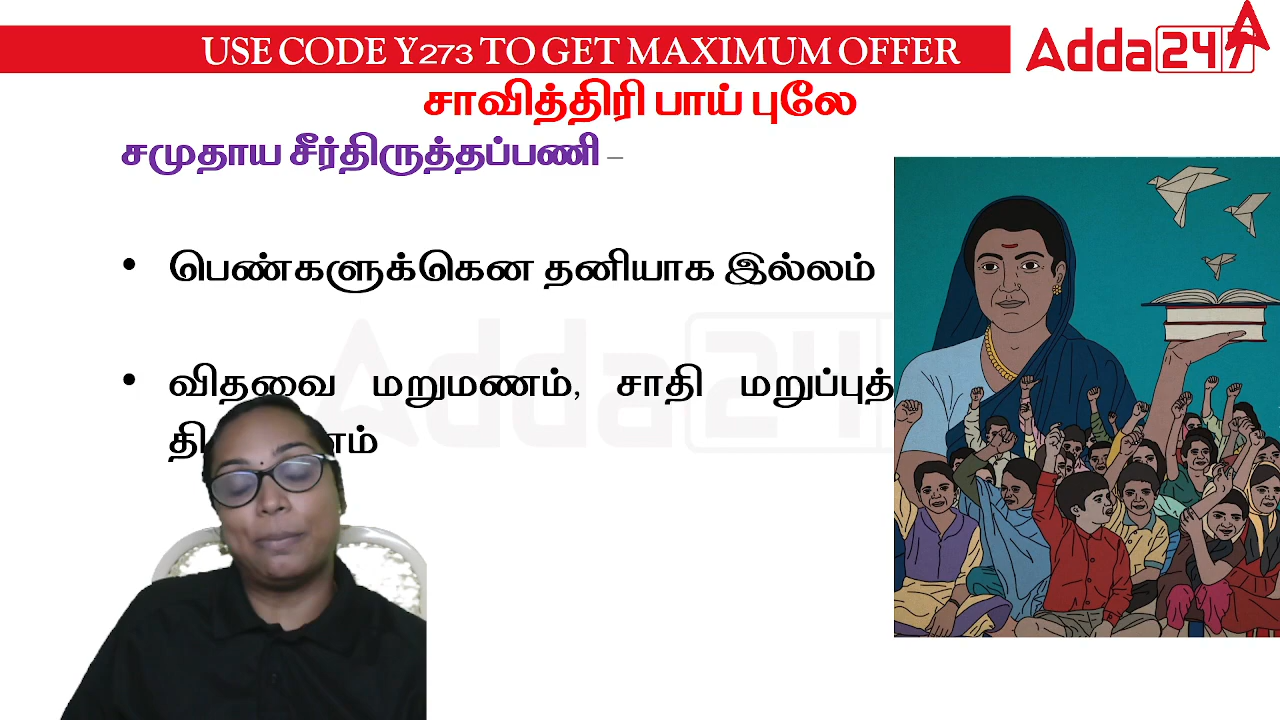 USE CODE Y273 TO GET MAXIMUM OFFER
Adda247
சாவித்திரி பாய் புலே
சமுதாய சீர்திருத்தப்பணி –
• பெண்களுக்கென தனியாக இல்லம்
• விதவை மறுமணம், சாதி மறுப்புத்